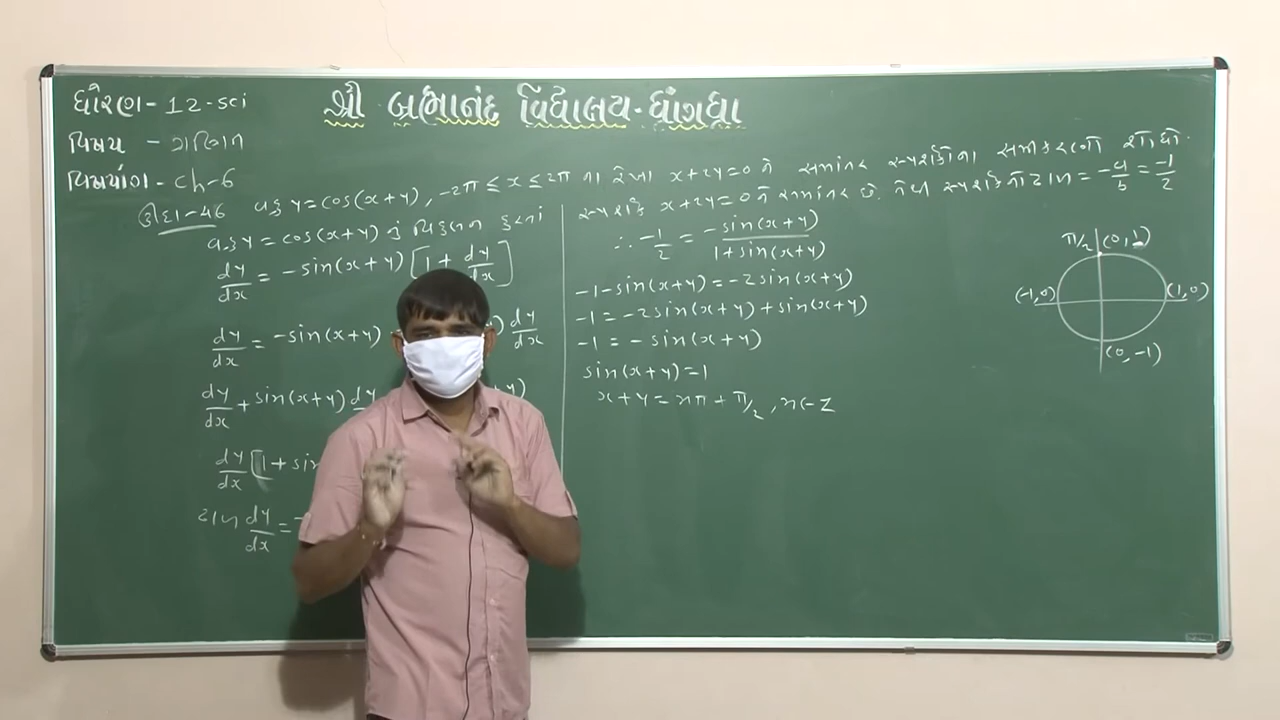 ધોરણ - 12-sci
શ્રી બ્રહ્માનંદ વિદ્યાલય - ધ્રાંગધ્રા
વિષય - ગણિત
વિષયાંગ - ch-6
ઉદા-46 વક્ર y = cos(x+y), -2π ≤ x ≤ 2π ના રેખા x+2y=0 ને સમાંતર સ્પર્શકોના સમીકરણો શોધો.
વક્ર y = cos(x+y) નું વિકલન કરતાં
dy/dx = -sin(x+y) [1 + dy/dx]
dy/dx = -sin(x+y) dy/dx
dy/dx + sin(x+y) dy
dy/dx [1 + sin
ઢાળ dy/dx = -
સ્પર્શક x+2y=0 ને સમાંતર છે. તેથી સ્પર્શકનો ઢાળ = -a/b = -1/2
∴ -1/2 = -sin(x+y)/1+sin(x+y)
-1-sin(x+y) = -2sin(x+y)
-1 = -2sin(x+y) + sin(x+y)
-1 = -sin(x+y)
sin(x+y) = 1
x+y = nπ + π/2, n∈Z
π/2 (0,1)
(-1,0) (1,0)
(0,-1)